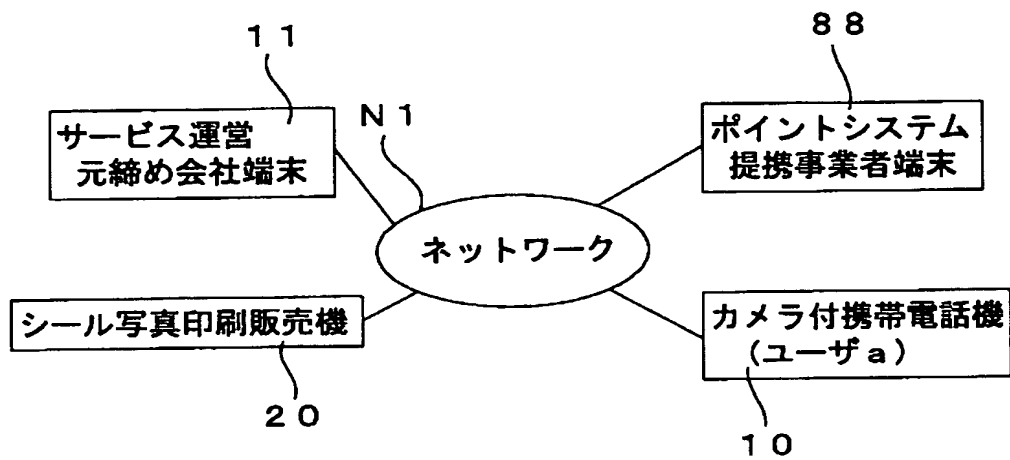 １１
８８
Ｎ１
サービス運営
元締め会社端末
ポイントシステム
提携事業者端末
ネットワーク
シール写真印刷販売機
カメラ付携帯電話機
（ユーザａ）
２０
１０